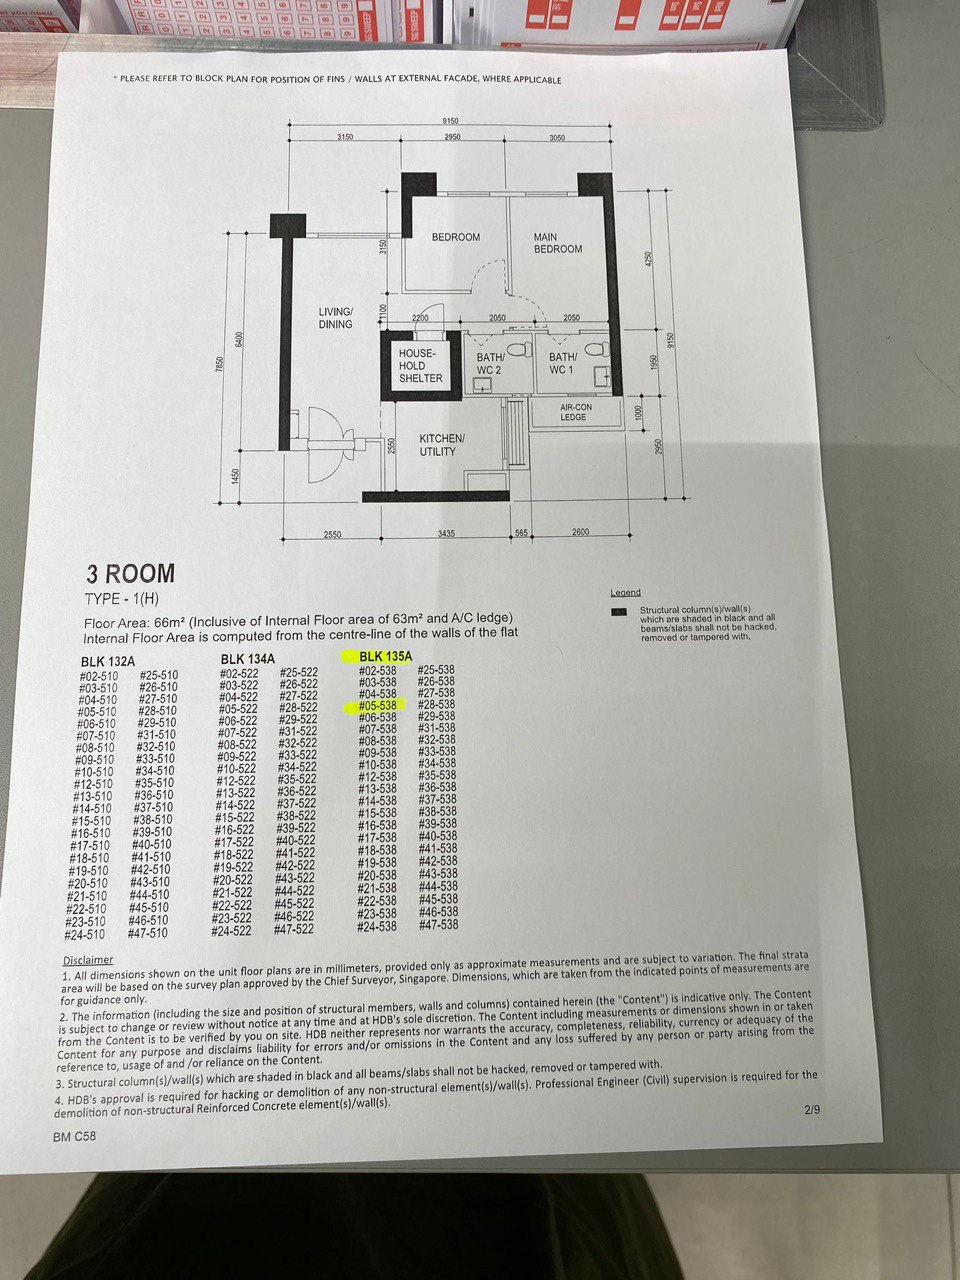 * PLEASE REFER TO BLOCK PLAN FOR POSITION OF FINS / WALLS AT EXTERNAL FACADE, WHERE APPLICABLE
9150
3150 2950 3050
BEDROOM
MAIN
BEDROOM
3150
4250
LIVING/
DINING
1100
2200 2050 2050
6400
7850
9150
HOUSE-
HOLD
SHELTER
BATH/
WC 2
BATH/
WC 1
1950
AIR-CON
LEDGE
1000
KITCHEN/
UTILITY
2550
2950
1450
2550 3435 565 2600
3 ROOM
TYPE - 1(H)
Legend
Structural column(s)/wall(s)
which are shaded in black and all
beams/slabs shall not be hacked,
removed or tampered with.
Floor Area: 66m² (Inclusive of Internal Floor area of 63m² and A/C ledge)
Internal Floor Area is computed from the centre-line of the walls of the flat
BLK 132A BLK 134A BLK 135A
#02-510 #25-510 #02-522 #25-522 #02-538 #25-538
#03-510 #26-510 #03-522 #26-522 #03-538 #26-538
#04-510 #27-510 #04-522 #27-522 #04-538 #27-538
#05-510 #28-510 #05-522 #28-522 #05-538 #28-538
#06-510 #29-510 #06-522 #29-522 #06-538 #29-538
#07-510 #31-510 #07-522 #31-522 #07-538 #31-538
#08-510 #32-510 #08-522 #32-522 #08-538 #32-538
#09-510 #33-510 #09-522 #33-522 #09-538 #33-538
#10-510 #34-510 #10-522 #34-522 #10-538 #34-538
#12-510 #35-510 #12-522 #35-522 #12-538 #35-538
#13-510 #36-510 #13-522 #36-522 #13-538 #36-538
#14-510 #37-510 #14-522 #37-522 #14-538 #37-538
#15-510 #38-510 #15-522 #38-522 #15-538 #38-538
#16-510 #39-510 #16-522 #39-522 #16-538 #39-538
#17-510 #40-510 #17-522 #40-522 #17-538 #40-538
#18-510 #41-510 #18-522 #41-522 #18-538 #41-538
#19-510 #42-510 #19-522 #42-522 #19-538 #42-538
#20-510 #43-510 #20-522 #43-522 #20-538 #43-538
#21-510 #44-510 #21-522 #44-522 #21-538 #44-538
#22-510 #45-510 #22-522 #45-522 #22-538 #45-538
#23-510 #46-510 #23-522 #46-522 #23-538 #46-538
#24-510 #47-510 #24-522 #47-522 #24-538 #47-538
Disclaimer
1. All dimensions shown on the unit floor plans are in millimeters, provided only as approximate measurements and are subject to variation. The final strata
area will be based on the survey plan approved by the Chief Surveyor, Singapore. Dimensions, which are taken from the indicated points of measurements are
for guidance only.
2. The information (including the size and position of structural members, walls and columns) contained herein (the "Content") is indicative only. The Content
is subject to change or review without notice at any time and at HDB's sole discretion. The Content including measurements or dimensions shown in or taken
from the Content is to be verified by you on site. HDB neither represents nor warrants the accuracy, completeness, reliability, currency or adequacy of the
Content for any purpose and disclaims liability for errors and/or omissions in the Content and any loss suffered by any person or party arising from the
reference to, usage of and /or reliance on the Content.
3. Structural column(s)/wall(s) which are shaded in black and all beams/slabs shall not be hacked, removed or tampered with.
4. HDB's approval is required for hacking or demolition of any non-structural element(s)/wall(s). Professional Engineer (Civil) supervision is required for the
demolition of non-structural Reinforced Concrete element(s)/wall(s).
2/9
BM C58